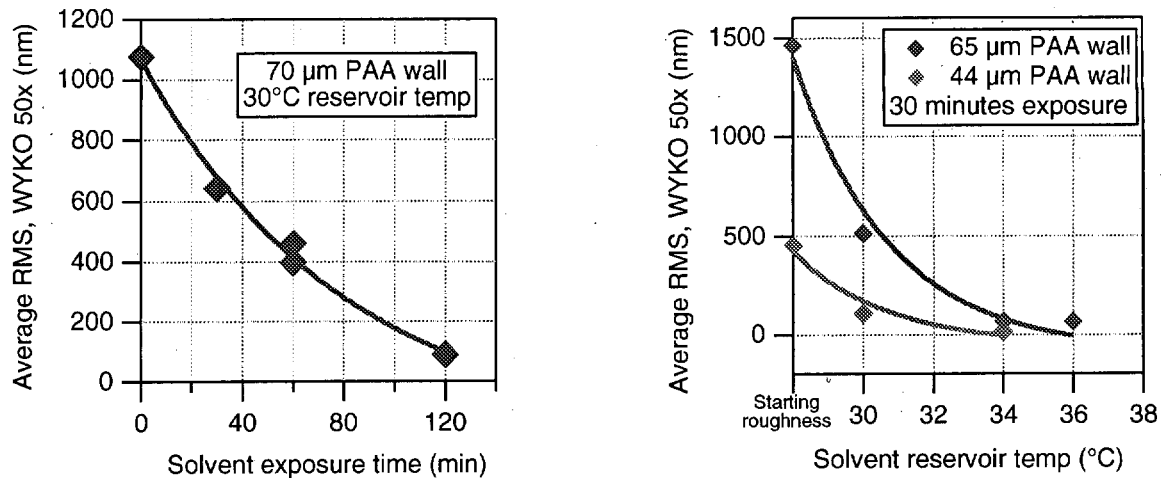 Average RMS, WYKO 50x (nm)
1200
1000
800
600
400
200
0
70 µm PAA wall
30°C reservoir temp
0 40 80 120
Solvent exposure time (min)
Average RMS, WYKO 50x (nm)
1500
1000
500
0
65 µm PAA wall
44 µm PAA wall
30 minutes exposure
Starting
roughness
30 32 34 36 38
Solvent reservoir temp (°C)